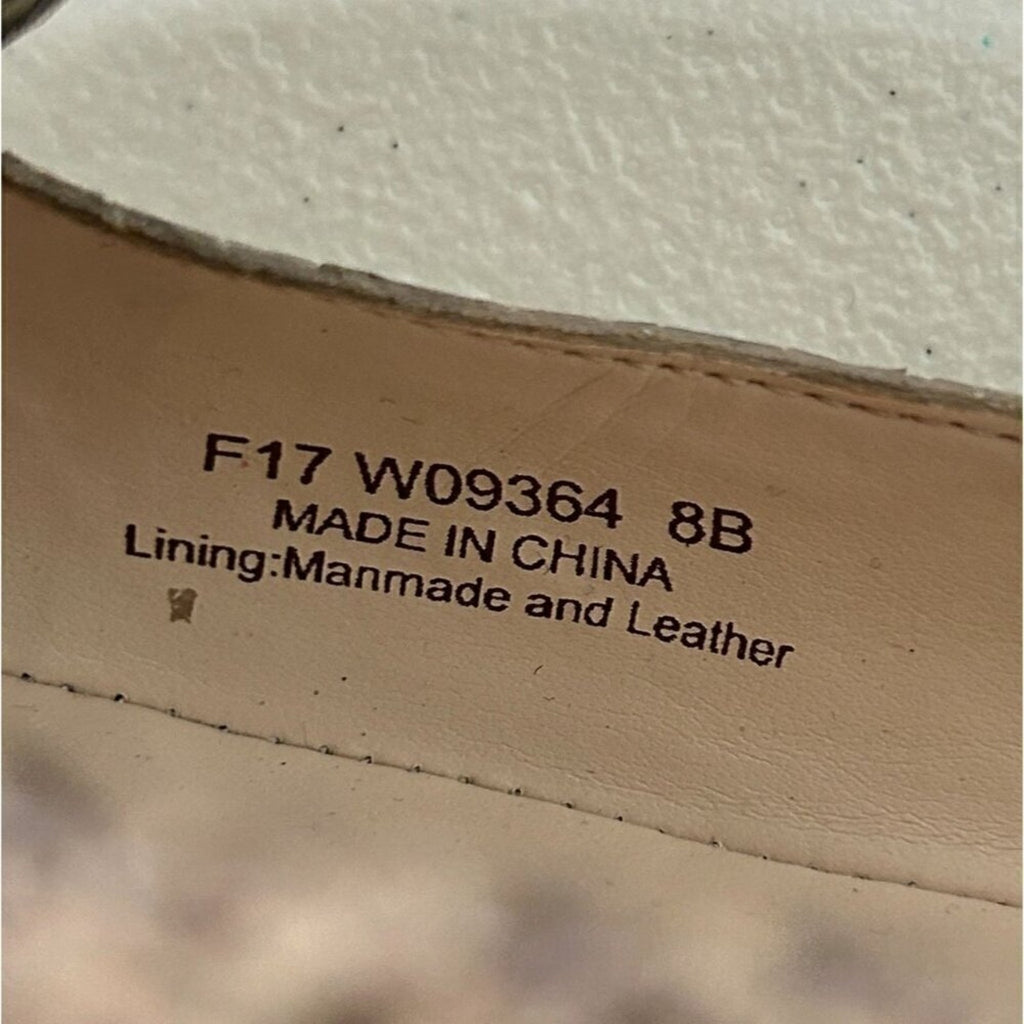 F17 W09364 8B
MADE IN CHINA
Lining:Manmade and Leather